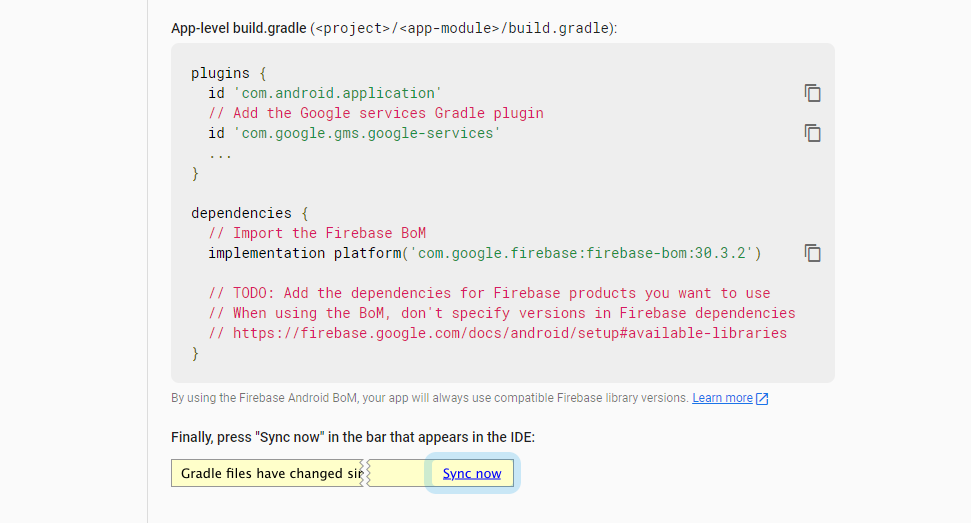 App-level build.gradle (<project>/<app-module>/build.gradle):
plugins {
  id 'com.android.application'
  // Add the Google services Gradle plugin
  id 'com.google.gms.google-services'
  ...
}
dependencies {
  // Import the Firebase BoM
  implementation platform('com.google.firebase:firebase-bom:30.3.2')
  // TODO: Add the dependencies for Firebase products you want to use
  // When using the BoM, don't specify versions in Firebase dependencies
  // https://firebase.google.com/docs/android/setup#available-libraries
}
By using the Firebase Android BoM, your app will always use compatible Firebase library versions. Learn more
Finally, press "Sync now" in the bar that appears in the IDE:
Gradle files have changed Sync now